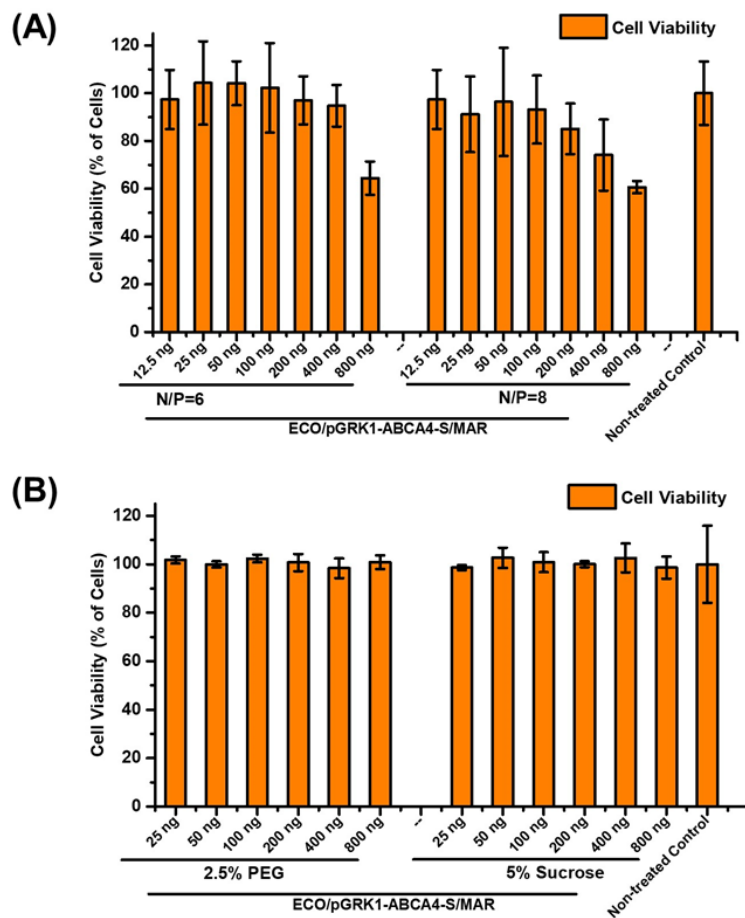 (A)
Cell Viability
Cell Viability (% of Cells)
120
100
80
60
40
20
0
12.5 ng
25 ng
50 ng
100 ng
200 ng
400 ng
800 ng
--
12.5 ng
25 ng
50 ng
100 ng
200 ng
400 ng
800 ng
--
Non-treated Control
N/P=6
N/P=8
ECO/pGRK1-ABCA4-S/MAR
(B)
Cell Viability
Cell Viability (% of Cells)
120
100
80
60
40
20
0
25 ng
50 ng
100 ng
200 ng
400 ng
800 ng
--
25 ng
50 ng
100 ng
200 ng
400 ng
800 ng
Non-treated Control
2.5% PEG
5% Sucrose
ECO/pGRK1-ABCA4-S/MAR